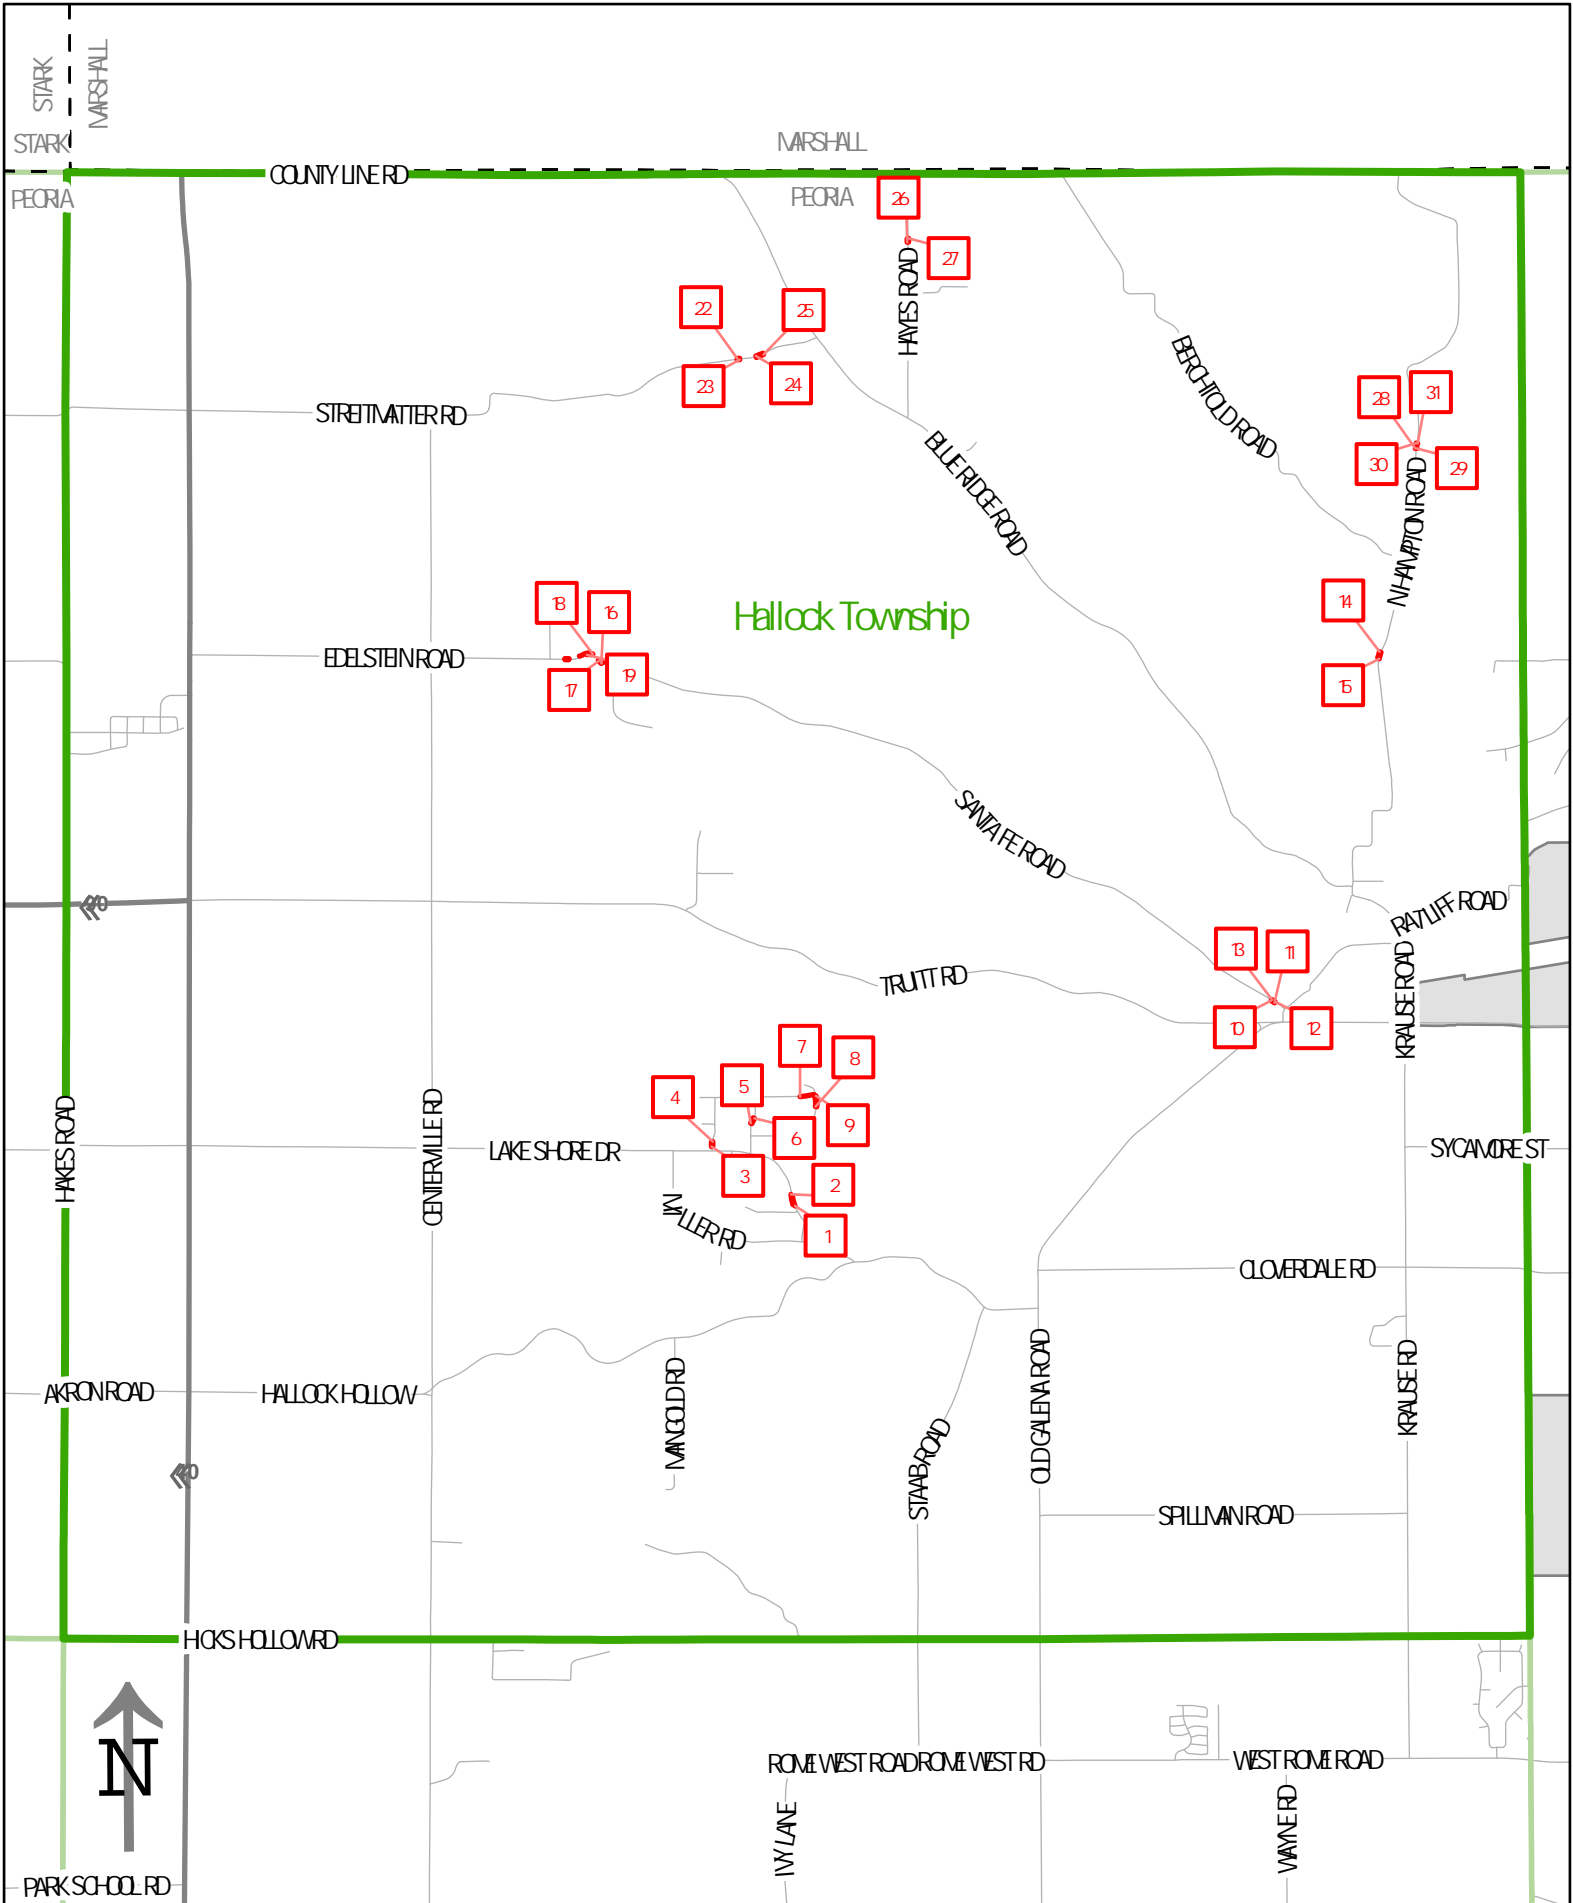 STARK
MARSHALL
STARK
MARSHALL
COUNTY LINE RD
PEORIA
PEORIA
26
27
HAYES ROAD
22
25
23
24
BERCHTOLD ROAD
28
31
30
29
STREITMATTER RD
BLUE RIDGE ROAD
N HAMPTON ROAD
18
16
Hallock Township
14
EDELSTEIN ROAD
17
19
15
SANTA FE ROAD
RATLIFF ROAD
13
11
TRUITT RD
10
12
KRAUSE ROAD
7
8
5
4
9
6
HAKES ROAD
CENTERVILLE RD
LAKE SHORE DR
SYCAMORE ST
3
2
MILLER RD
1
CLOVERDALE RD
AKRON ROAD
HALLOCK HOLLOW
MANGOLD RD
OLD GALENA ROAD
KRAUSE RD
STAAB ROAD
SPILLMAN ROAD
HICKS HOLLOW RD
N
ROME WEST ROAD ROME WEST RD
WEST ROME ROAD
IVY LANE
WAYNE RD
PARK SCHOOL RD